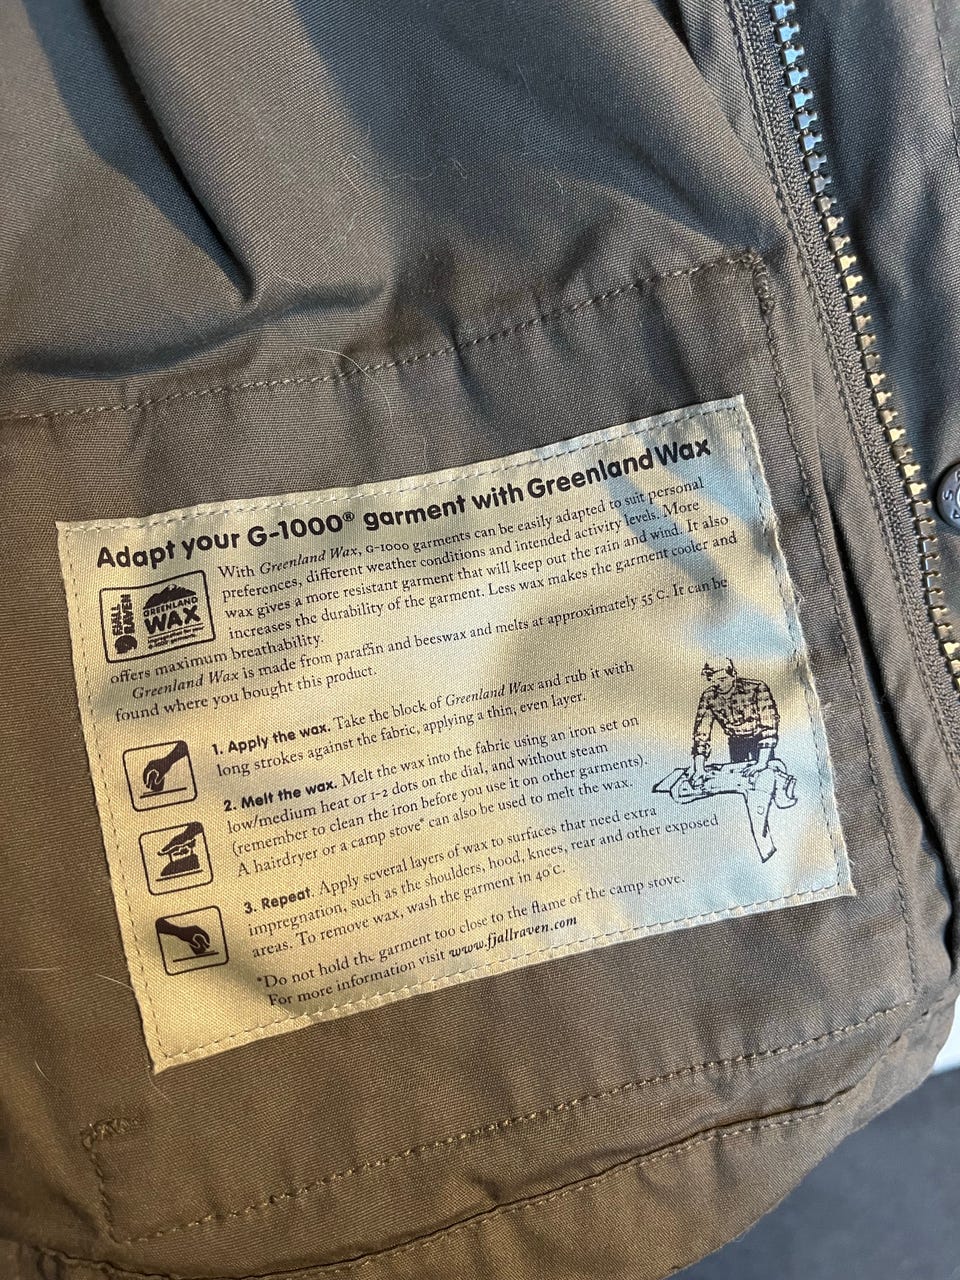 Adapt your G-1000® garment with Greenland Wax
FJÄLL
RÄVEN
GREENLAND
WAX
With Greenland Wax, G-1000 garments can be easily adapted to suit personal
preferences, different weather conditions and intended activity levels. More
wax gives a more resistant garment that will keep out the rain and wind. It also
increases the durability of the garment. Less wax makes the garment cooler and
offers maximum breathability.
Greenland Wax is made from paraffin and beeswax and melts at approximately 55°C. It can be
found where you bought this product.
1. Apply the wax. Take the block of Greenland Wax and rub it with
long strokes against the fabric, applying a thin, even layer.
2. Melt the wax. Melt the wax into the fabric using an iron set on
low/medium heat or 1-2 dots on the dial, and without steam
(remember to clean the iron before you use it on other garments).
A hairdryer or a camp stove* can also be used to melt the wax.
3. Repeat. Apply several layers of wax to surfaces that need extra
impregnation, such as the shoulders, hood, knees, rear and other exposed
areas. To remove wax, wash the garment in 40°C.
*Do not hold the garment too close to the flame of the camp stove.
For more information visit www.fjallraven.com